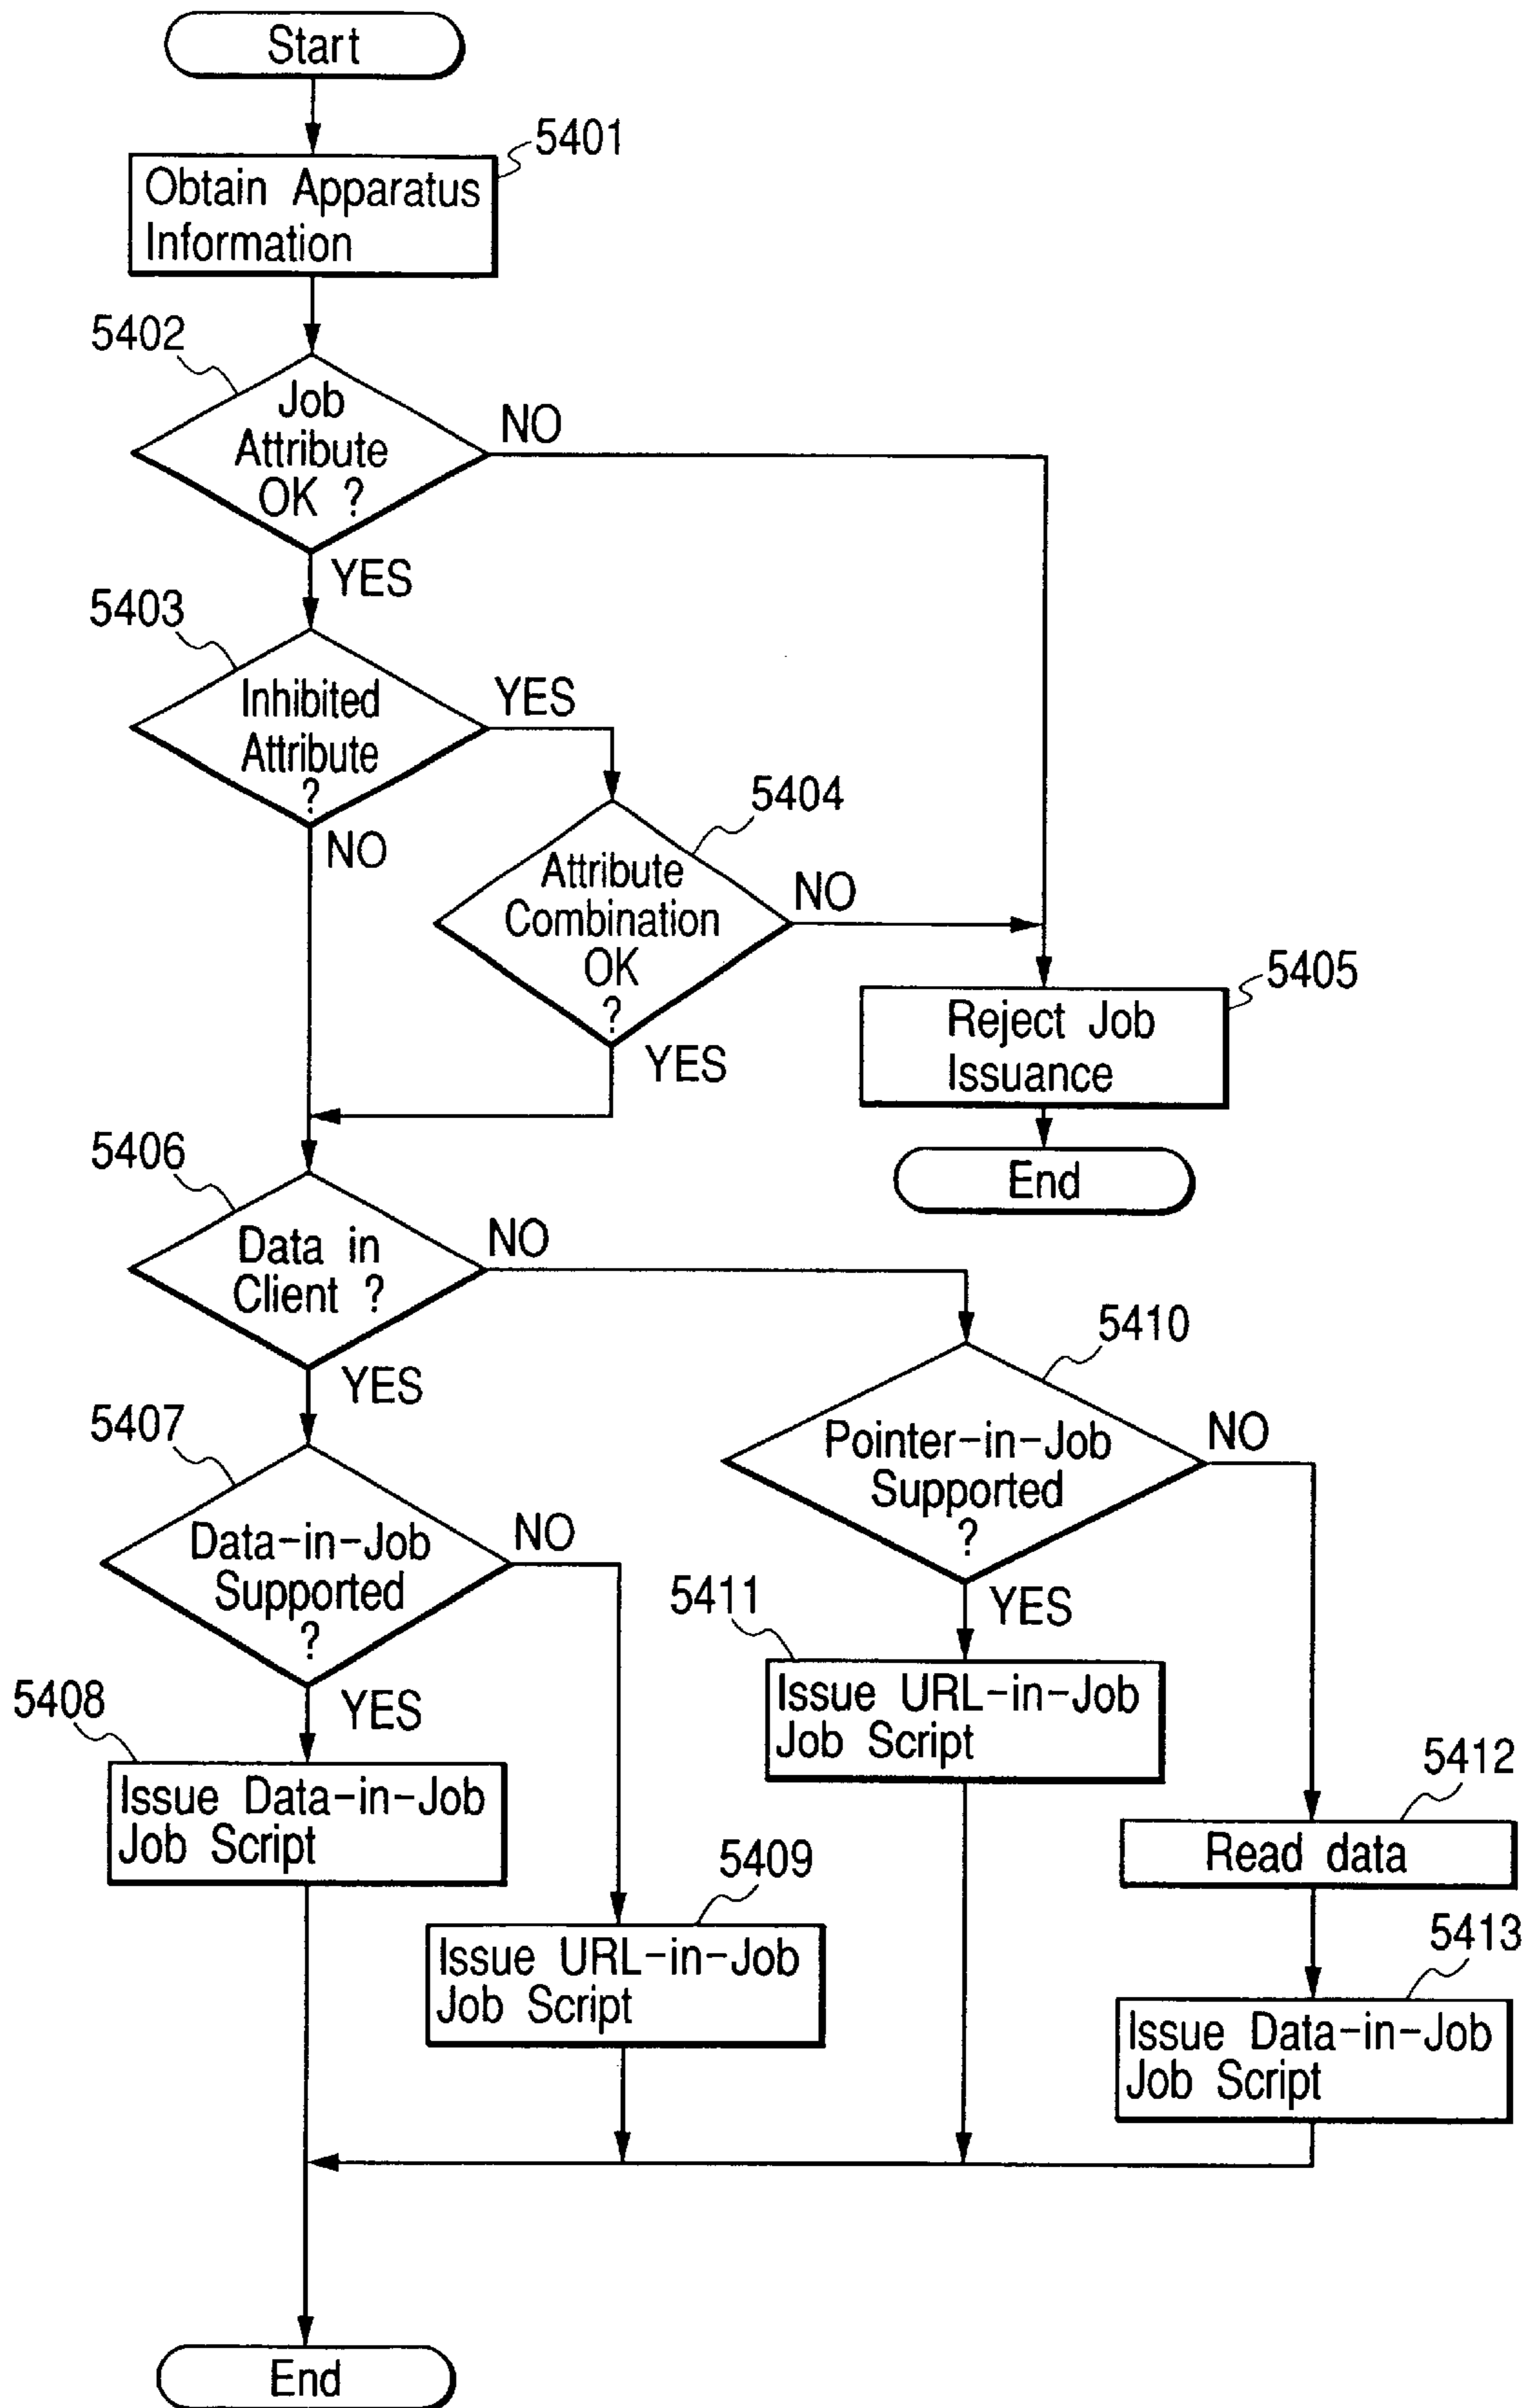 Start
5401
Obtain Apparatus
Information
5402
Job
Attribute
OK ?
NO
YES
5403
Inhibited
Attribute
?
YES
NO
5404
Attribute
Combination
OK
?
NO
YES
5405
Reject Job
Issuance
End
5406
Data in
Client ?
NO
YES
5410
Pointer-in-Job
Supported
?
NO
YES
5407
Data-in-Job
Supported
?
NO
YES
5411
Issue URL-in-Job
Job Script
5408
Issue Data-in-Job
Job Script
5412
Read data
5409
Issue URL-in-Job
Job Script
5413
Issue Data-in-Job
Job Script
End